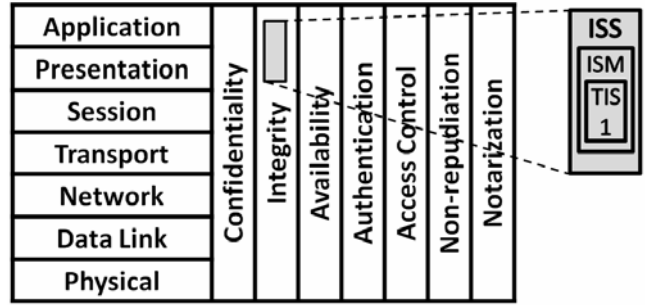 Application
Presentation
Session
Transport
Network
Data Link
Physical
Confidentiality
Integrity
Availability
Authentication
Access Control
Non-repudiation
Notarization
ISS
ISM
TIS
1